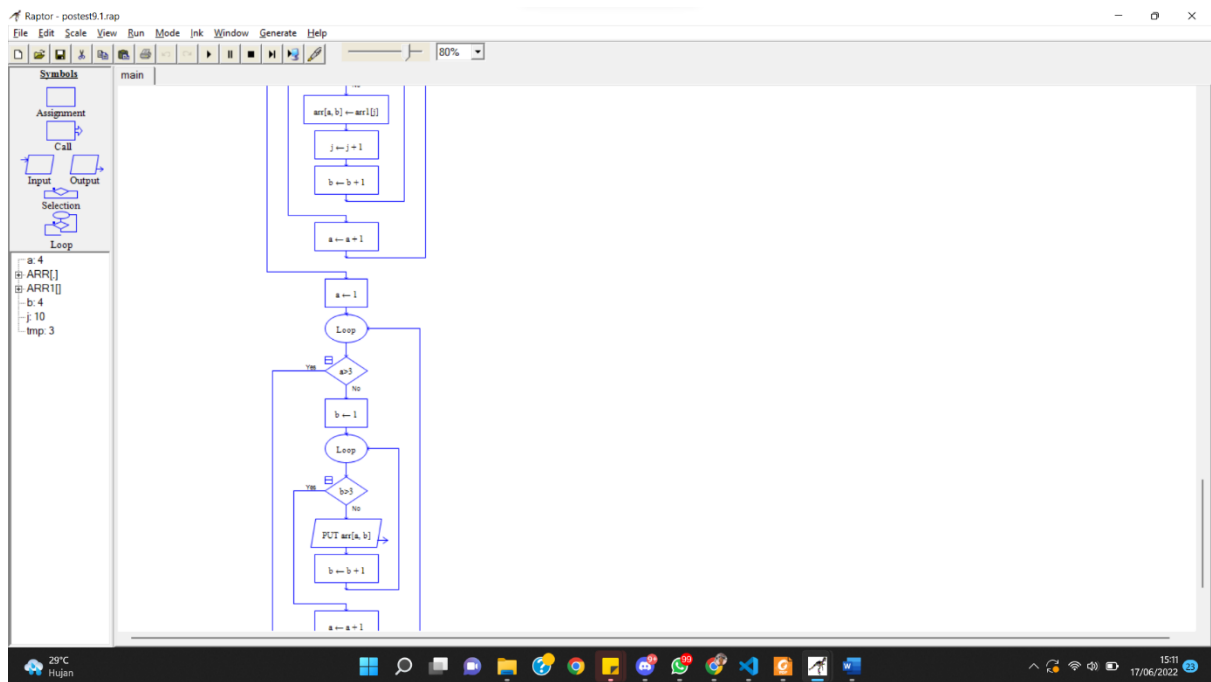 Raptor - postest9.1.rap
File Edit Scale View Run Mode Ink Window Generate Help
80%
Symbols
main
Assignment
Call
Input Output
Selection
Loop
a: 4
ARR[,]
ARR1[]
b: 4
j: 10
tmp: 3
arr[a, b] ← arr1[j]
j ← j + 1
b ← b + 1
a ← a + 1
a ← 1
Loop
Yes
a>3
No
b ← 1
Loop
Yes
b>3
No
PUT arr[a, b]
b ← b + 1
a ← a + 1
29°C
Hujan
15:11
17/06/2022
23